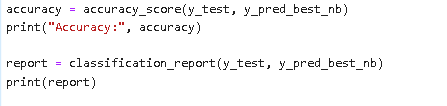 accuracy = accuracy_score(y_test, y_pred_best_nb)
print("Accuracy:", accuracy)
report = classification_report(y_test, y_pred_best_nb)
print(report)